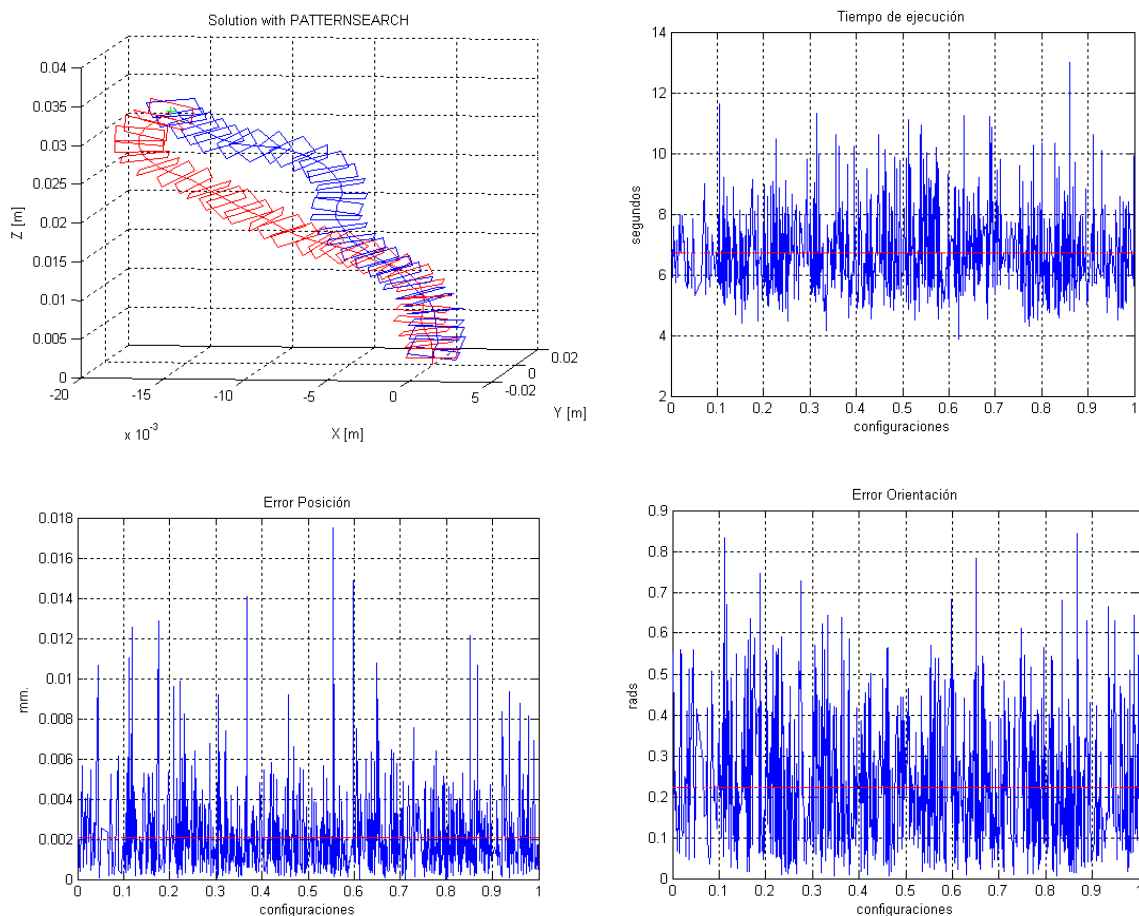 Solution with PATTERNSEARCH
0.04
0.035
0.03
0.025
0.02
0.015
0.01
0.005
0
Z [m]
-20
-15
-10
-5
0
5
x 10⁻³
X [m]
0.02
0
-0.02
Y [m]
Tiempo de ejecución
14
12
10
8
6
4
2
segundos
0 0.1 0.2 0.3 0.4 0.5 0.6 0.7 0.8 0.9 1
configuraciones
Error Posición
0.018
0.016
0.014
0.012
0.01
0.008
0.006
0.004
0.002
0
mm.
0 0.1 0.2 0.3 0.4 0.5 0.6 0.7 0.8 0.9 1
configuraciones
Error Orientación
0.9
0.8
0.7
0.6
0.5
0.4
0.3
0.2
0.1
0
rads
0 0.1 0.2 0.3 0.4 0.5 0.6 0.7 0.8 0.9 1
configuraciones